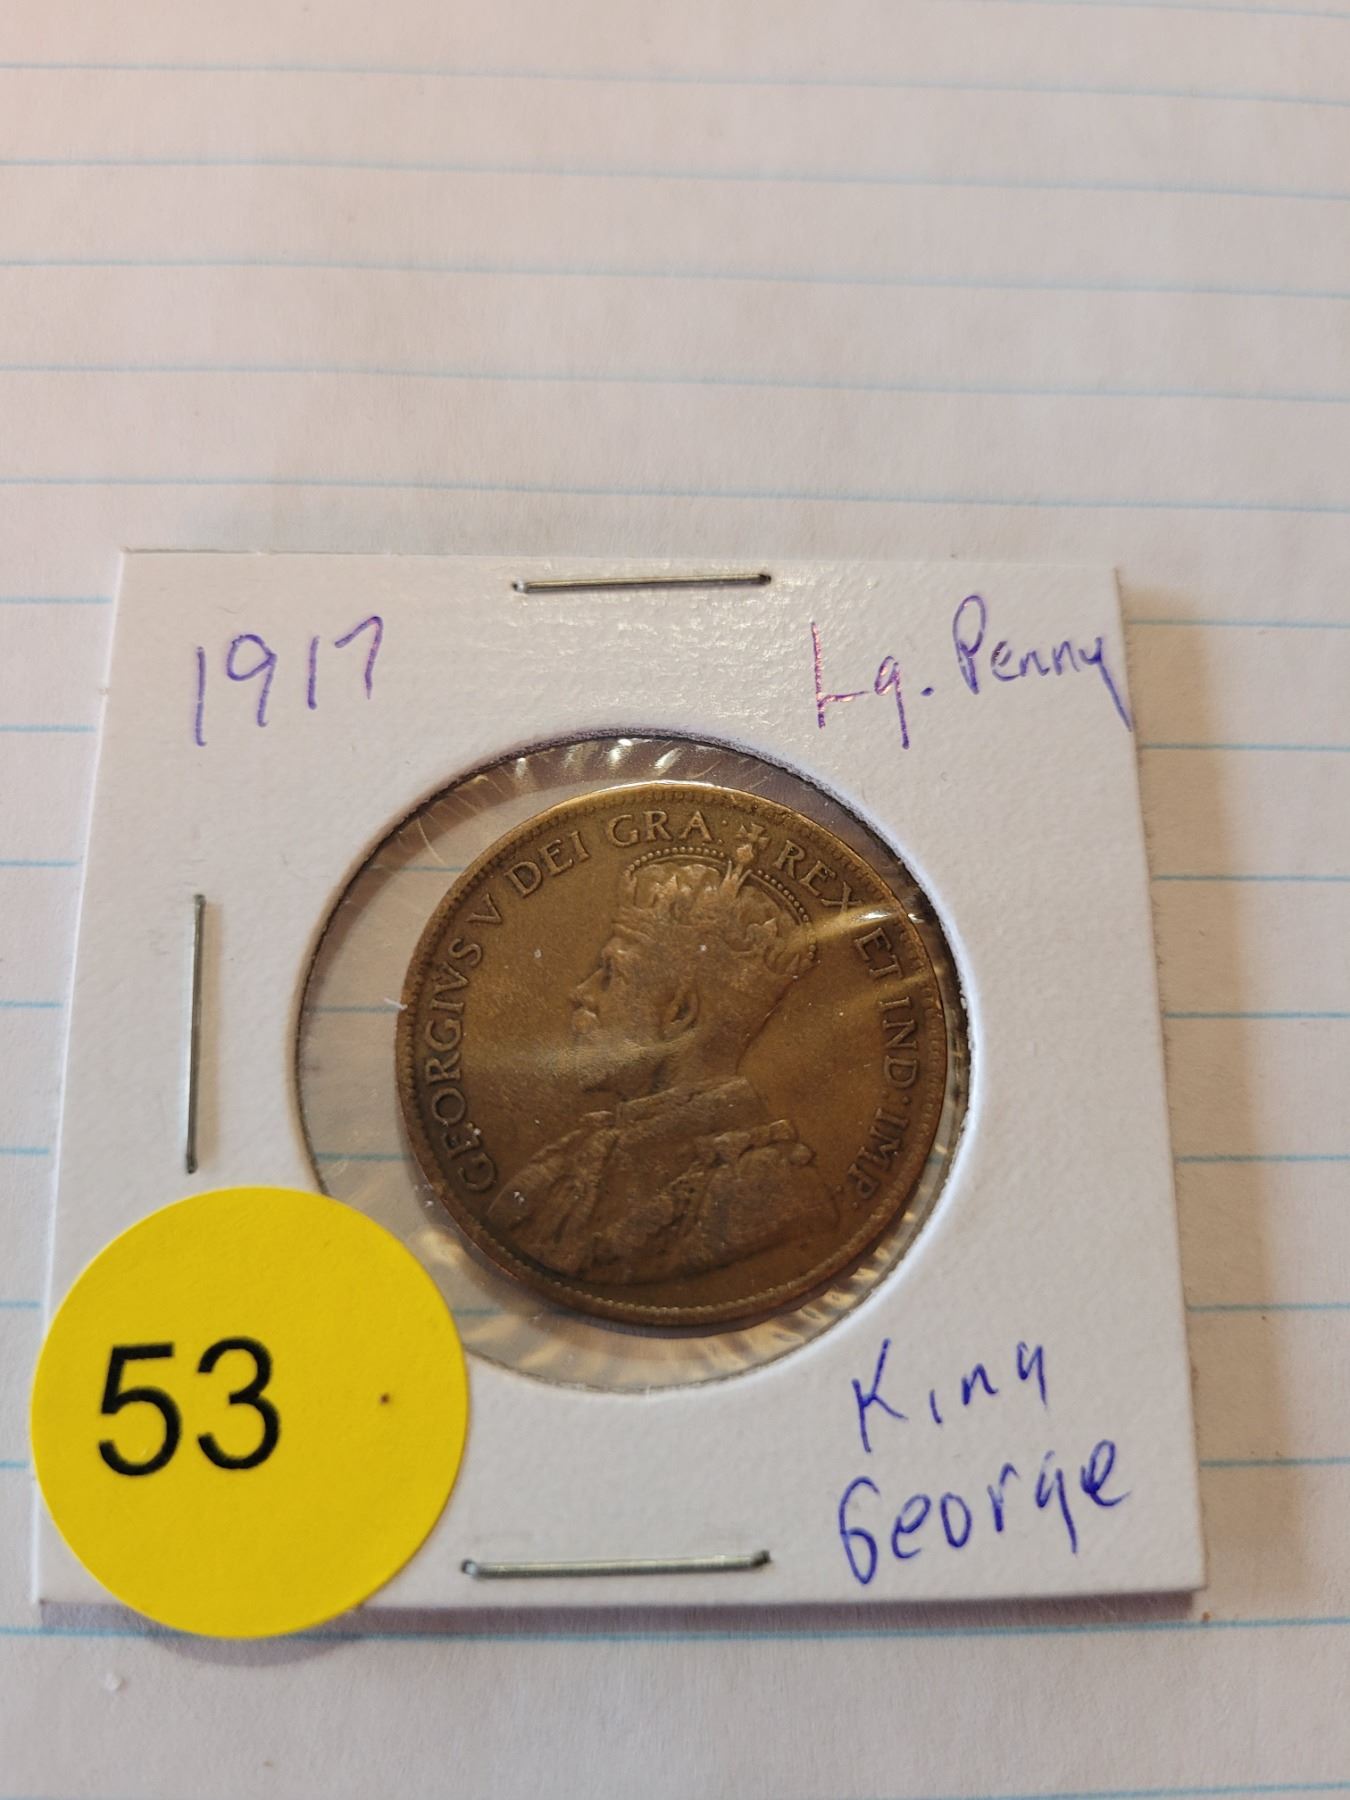 1917
Lg. Penny
GEORGIVS V DEI GRA: REX ET IND: IMP:
53
King
George